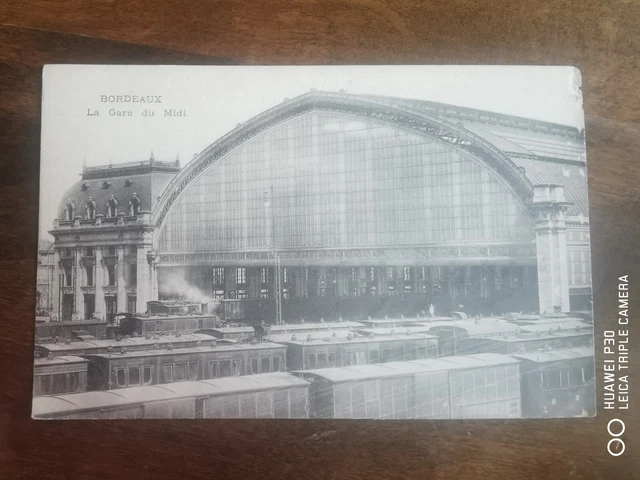 BORDEAUX
La Gare du Midi
HUAWEI P30
LEICA TRIPLE CAMERA